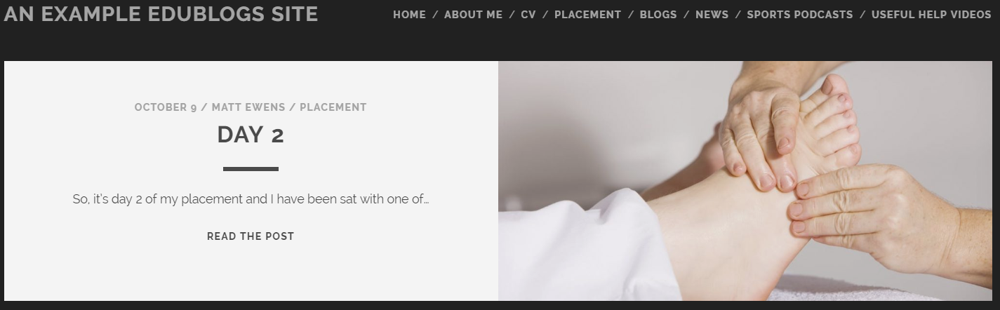 AN EXAMPLE EDUBLOGS SITE
HOME / ABOUT ME / CV / PLACEMENT / BLOGS / NEWS / SPORTS PODCASTS / USEFUL HELP VIDEOS
OCTOBER 9 / MATT EWENS / PLACEMENT
DAY 2
So, it's day 2 of my placement and I have been sat with one of…
READ THE POST